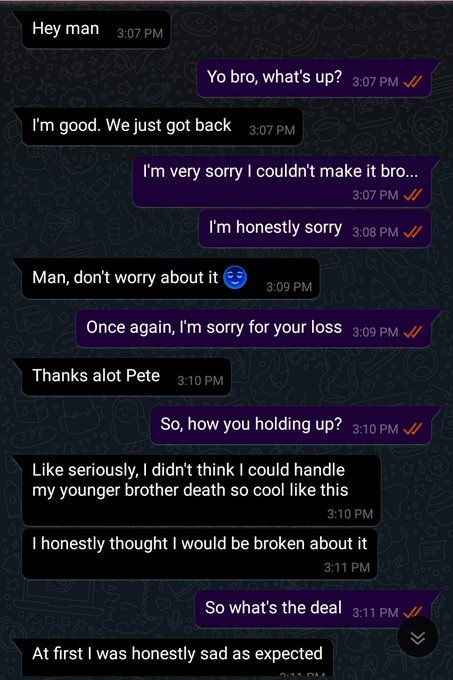 Hey man 3:07 PM
Yo bro, what's up? 3:07 PM
I'm good. We just got back 3:07 PM
I'm very sorry I couldn't make it bro...
3:07 PM
I'm honestly sorry 3:08 PM
Man, don't worry about it 3:09 PM
Once again, I'm sorry for your loss 3:09 PM
Thanks alot Pete 3:10 PM
So, how you holding up? 3:10 PM
Like seriously, I didn't think I could handle
my younger brother death so cool like this
3:10 PM
I honestly thought I would be broken about it
3:11 PM
So what's the deal 3:11 PM
At first I was honestly sad as expected
3:11 PM